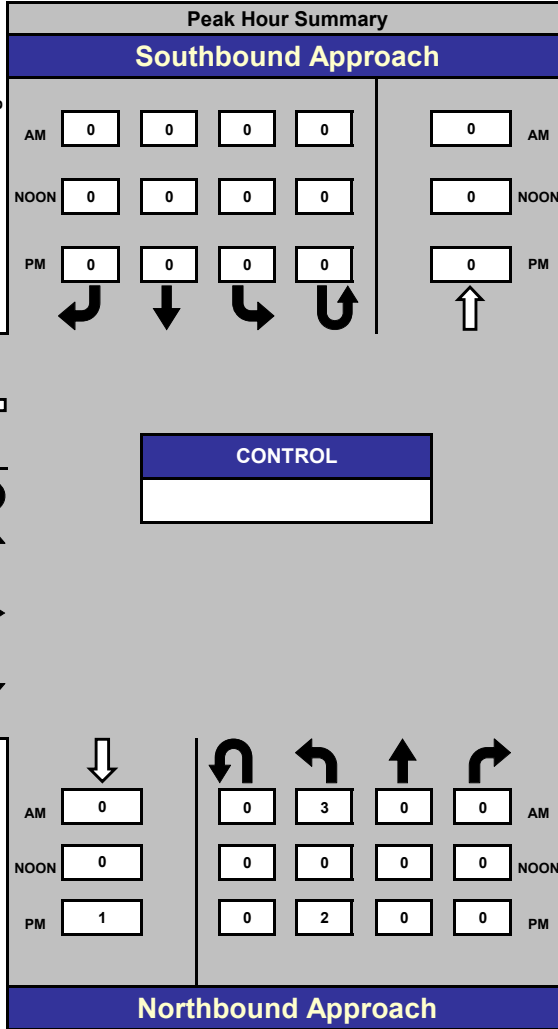 Peak Hour Summary
Southbound Approach
AM 0 0 0 0 0 AM
NOON 0 0 0 0 0 NOON
PM 0 0 0 0 0 PM
CONTROL
AM 0 0 3 0 0 AM
NOON 0 0 0 0 0 NOON
PM 1 0 2 0 0 PM
Northbound Approach